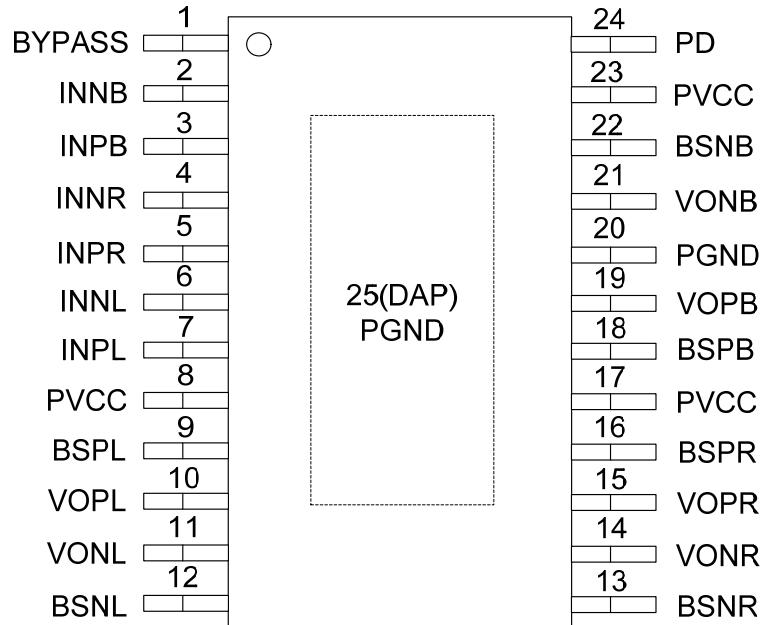 1
BYPASS
2
INNB
3
INPB
4
INNR
5
INPR
6
INNL
7
INPL
8
PVCC
9
BSPL
10
VOPL
11
VONL
12
BSNL
25(DAP)
PGND
24
PD
23
PVCC
22
BSNB
21
VONB
20
PGND
19
VOPB
18
BSPB
17
PVCC
16
BSPR
15
VOPR
14
VONR
13
BSNR